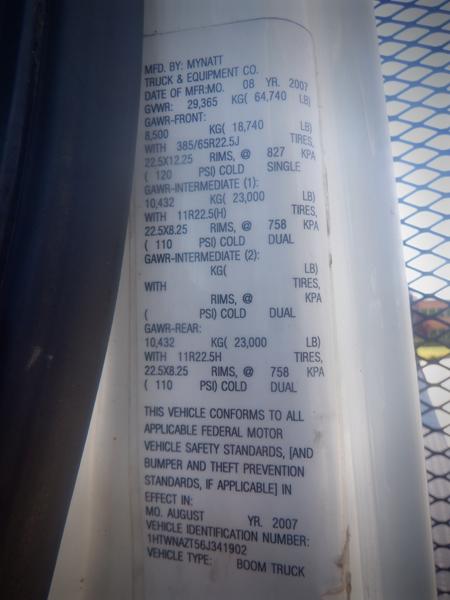 MFD. BY: MYNATT
TRUCK & EQUIPMENT CO.
DATE OF MFR:MO. 08 YR. 2007
GVWR: 29,365 KG( 64,740 LB)
GAWR-FRONT:
8,500 KG( 18,740 LB)
WITH 385/65R22.5J TIRES,
22.5X12.25 RIMS, @ 827 KPA
( 120 PSI) COLD SINGLE
GAWR-INTERMEDIATE (1):
10,432 KG( 23,000 LB)
WITH 11R22.5(H) TIRES,
22.5X8.25 RIMS, @ 758 KPA
( 110 PSI) COLD DUAL
GAWR-INTERMEDIATE (2):
KG( LB)
WITH TIRES,
RIMS, @ KPA
( PSI) COLD DUAL
GAWR-REAR:
10,432 KG( 23,000 LB)
WITH 11R22.5H TIRES,
22.5X8.25 RIMS, @ 758 KPA
( 110 PSI) COLD DUAL
THIS VEHICLE CONFORMS TO ALL
APPLICABLE FEDERAL MOTOR
VEHICLE SAFETY STANDARDS, [AND
BUMPER AND THEFT PREVENTION
STANDARDS, IF APPLICABLE] IN
EFFECT IN:
MO. AUGUST YR. 2007
VEHICLE IDENTIFICATION NUMBER:
1HTWNAZT56J341902
VEHICLE TYPE: BOOM TRUCK